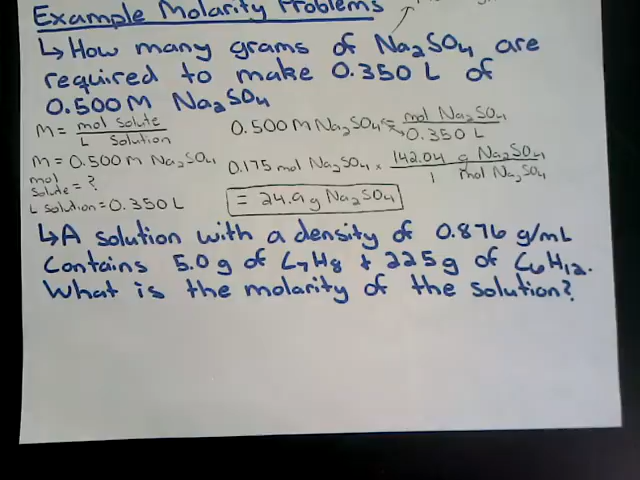 Example Molarity Problems
↳ How many grams of Na₂SO₄ are
required to make 0.350 L of
0.500 M Na₂SO₄
M = mol solute / L solution
0.500 M Na₂SO₄ = mol Na₂SO₄ / 0.350 L
M = 0.500 M Na₂SO₄
0.175 mol Na₂SO₄ × 142.04 g Na₂SO₄ / 1 mol Na₂SO₄
mol
solute = ?
L solution = 0.350 L
= 24.9 g Na₂SO₄
↳ A solution with a density of 0.876 g/mL
contains 5.0 g of C₇H₈ + 225 g of C₆H₁₂.
What is the molarity of the solution?